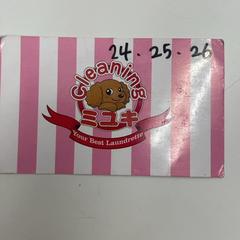 24.25.26
Cleaning
ミユキ
Your Best Laundrette